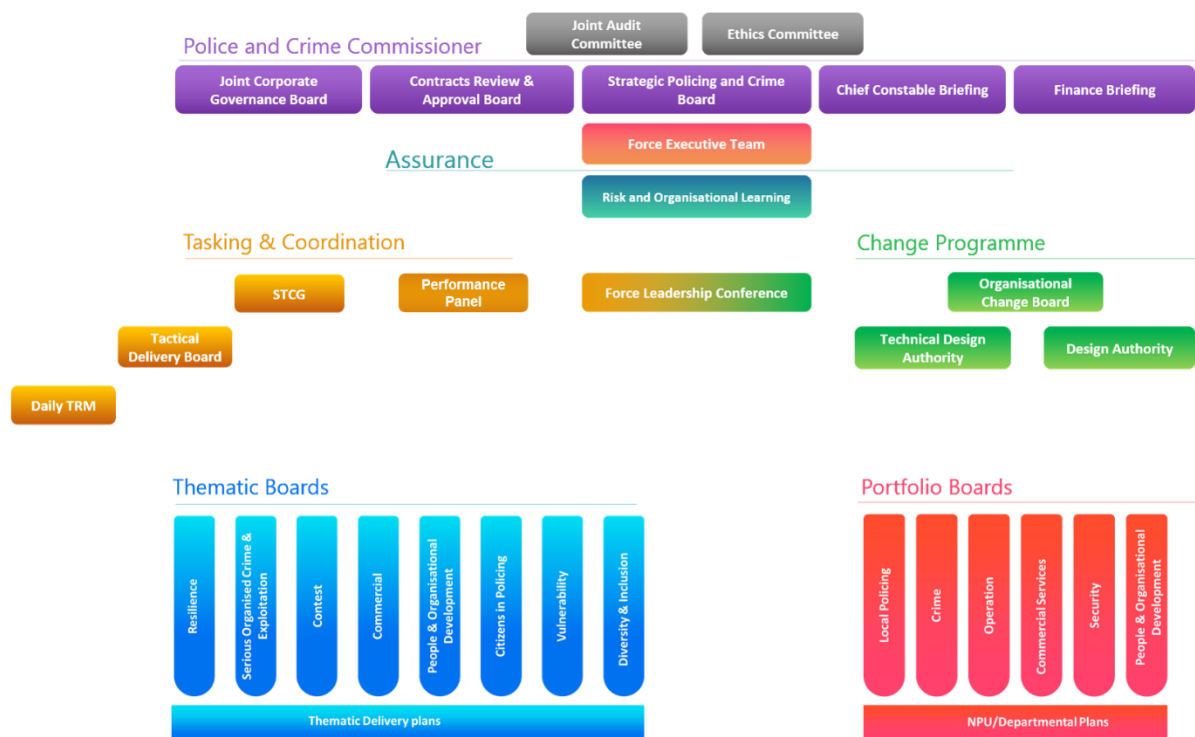 Joint Audit
Committee
Ethics Committee
Police and Crime Commissioner
Joint Corporate
Governance Board
Contracts Review &
Approval Board
Strategic Policing and Crime
Board
Chief Constable Briefing
Finance Briefing
Force Executive Team
Assurance
Risk and Organisational Learning
Tasking & Coordination
Change Programme
STCG
Performance
Panel
Force Leadership Conference
Organisational
Change Board
Tactical
Delivery Board
Technical Design
Authority
Design Authority
Daily TRM
Thematic Boards
Portfolio Boards
Resilience
Serious Organised Crime &
Exploitation
Contest
Commercial
People & Organisational
Development
Citizens in Policing
Vulnerability
Diversity & Inclusion
Local Policing
Crime
Operation
Commercial Services
Security
People & Organisational
Development
Thematic Delivery plans
NPU/Departmental Plans